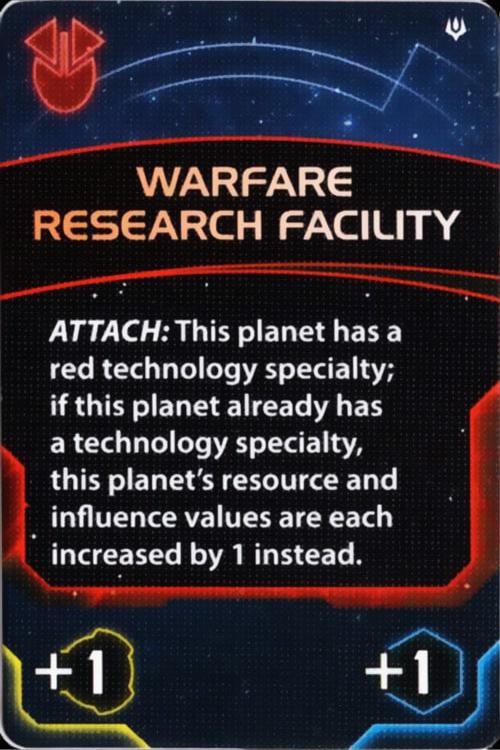 WARFARE
RESEARCH FACILITY
ATTACH: This planet has a
red technology specialty;
if this planet already has
a technology specialty,
this planet's resource and
influence values are each
increased by 1 instead.
+1 +1